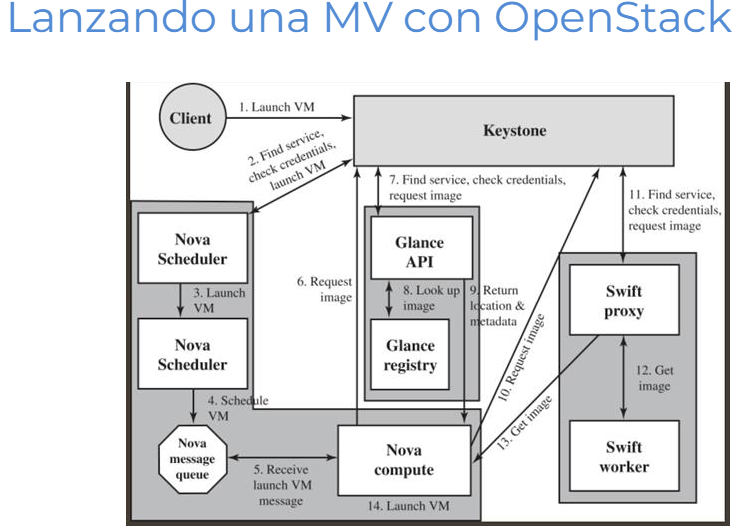 Lanzando una MV con OpenStack
Client
1. Launch VM
Keystone
2. Find service,
check credentials,
launch VM
7. Find service, check credentials,
request image
11. Find service,
check credentials,
request image
Nova
Scheduler
3. Launch
VM
Nova
Scheduler
4. Schedule
VM
Nova
message
queue
5. Receive
launch VM
message
6. Request
image
Glance
API
8. Look up
image
9. Return
location &
metadata
Glance
registry
10. Request image
Swift
proxy
12. Get
image
13. Get image
Swift
worker
Nova
compute
14. Launch VM